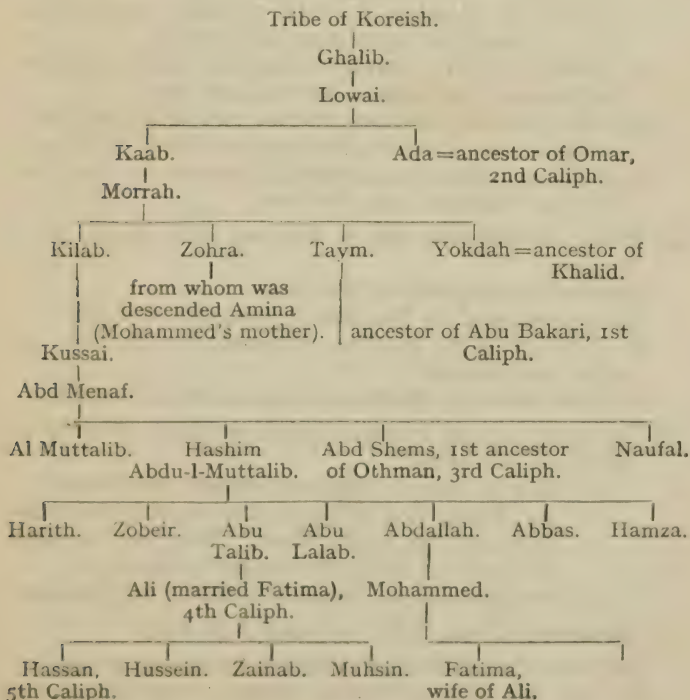 Tribe of Koreish.
Ghalib.
Lowai.
Kaab. Ada=ancestor of Omar,
2nd Caliph.
Morrah.
Kilab. Zohra. Taym. Yokdah=ancestor of
Khalid.
from whom was
descended Amina
(Mohammed's mother). ancestor of Abu Bakari, 1st
Caliph.
Kussai.
Abd Menaf.
Al Muttalib. Hashim Abd Shems, 1st ancestor Naufal.
Abdu-l-Muttalib. of Othman, 3rd Caliph.
Harith. Zobeir. Abu Abu Abdallah. Abbas. Hamza.
Talib. Lalab.
Ali (married Fatima), Mohammed.
4th Caliph.
Hassan, Hussein. Zainab. Muhsin. Fatima,
5th Caliph. wife of Ali,